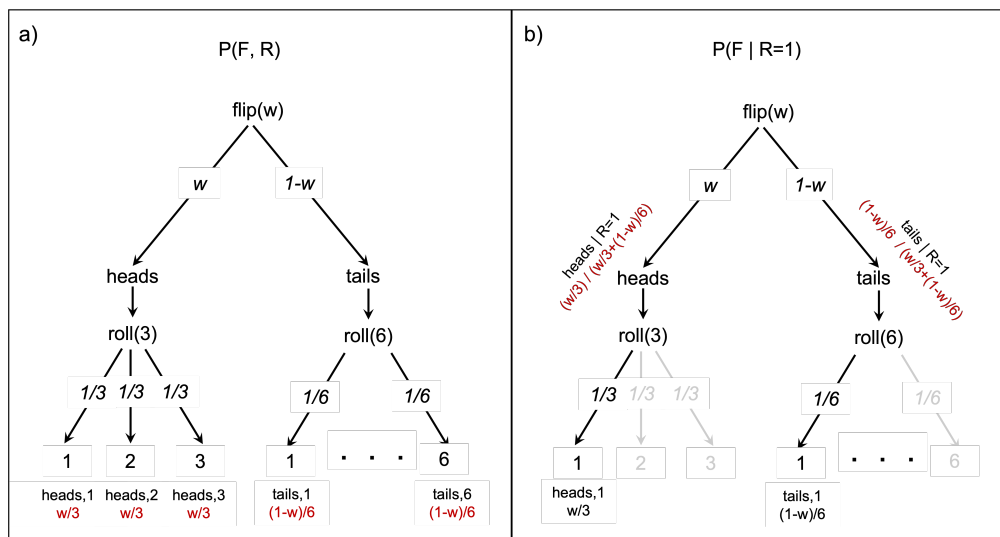 a)
P(F, R)
flip(w)
w
1-w
heads
tails
roll(3)
roll(6)
1/3
1/3
1/3
1/6
1/6
1
2
3
1
. . .
6
heads,1
w/3
heads,2
w/3
heads,3
w/3
tails,1
(1-w)/6
tails,6
(1-w)/6
b)
P(F | R=1)
flip(w)
w
1-w
heads | R=1
(w/3) / (w/3+(1-w)/6)
tails | R=1
(1-w)/6 / (w/3+(1-w)/6)
heads
tails
roll(3)
roll(6)
1/3
1/3
1/3
1/6
1/6
1
2
3
1
. . .
6
heads,1
w/3
tails,1
(1-w)/6